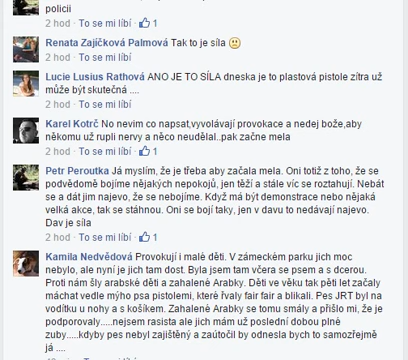 policii
2 hod · To se mi líbí · 1
Renata Zajíčková Palmová Tak to je síla
2 hod · To se mi líbí
Lucie Lusius Rathová ANO JE TO SÍLA dneska je to plastová pistole zítra už
může být skutečná ....
2 hod · To se mi líbí
Karel Kotrč No nevim co napsat,vyvolávají provokace a nedej bože,aby
někomu už rupli nervy a něco neudělal..pak začne mela
2 hod · To se mi líbí · 1
Petr Peroutka Já myslím, že je třeba aby začala mela. Oni totiž z toho, že se
podvědomě bojíme nějakých nepokojů, jen těží a stále víc se roztahují. Nebát
se a dát jim najevo, že se nebojíme. Když má být demonstrace nebo nějaká
velká akce, tak se stáhnou. Oni se bojí taky, jen v davu to nedávají najevo.
Dav je síla
2 hod · To se mi líbí · 1
Kamila Nedvědová Provokují i malé děti. V zámeckém parku jich moc
nebylo, ale nyní je jich tam dost. Byla jsem tam včera se psem a s dcerou.
Proti nám šly arabské děti a zahalené Arabky. Děti ve věku tak pěti let začaly
máchat vedle mýho psa pistolemi, které řvaly fair fair a blikali. Pes JRT byl na
vodítku u nohy a s košíkem. Zahalené Arabky se tomu smály a přišlo mi, že je
podporovaly.....nejsem rasista ale jich mám už poslední dobou plné
zuby.....kdyby pes nebyl zajištěný a zaútočil by odnesla bych to samozřejmě
já ....